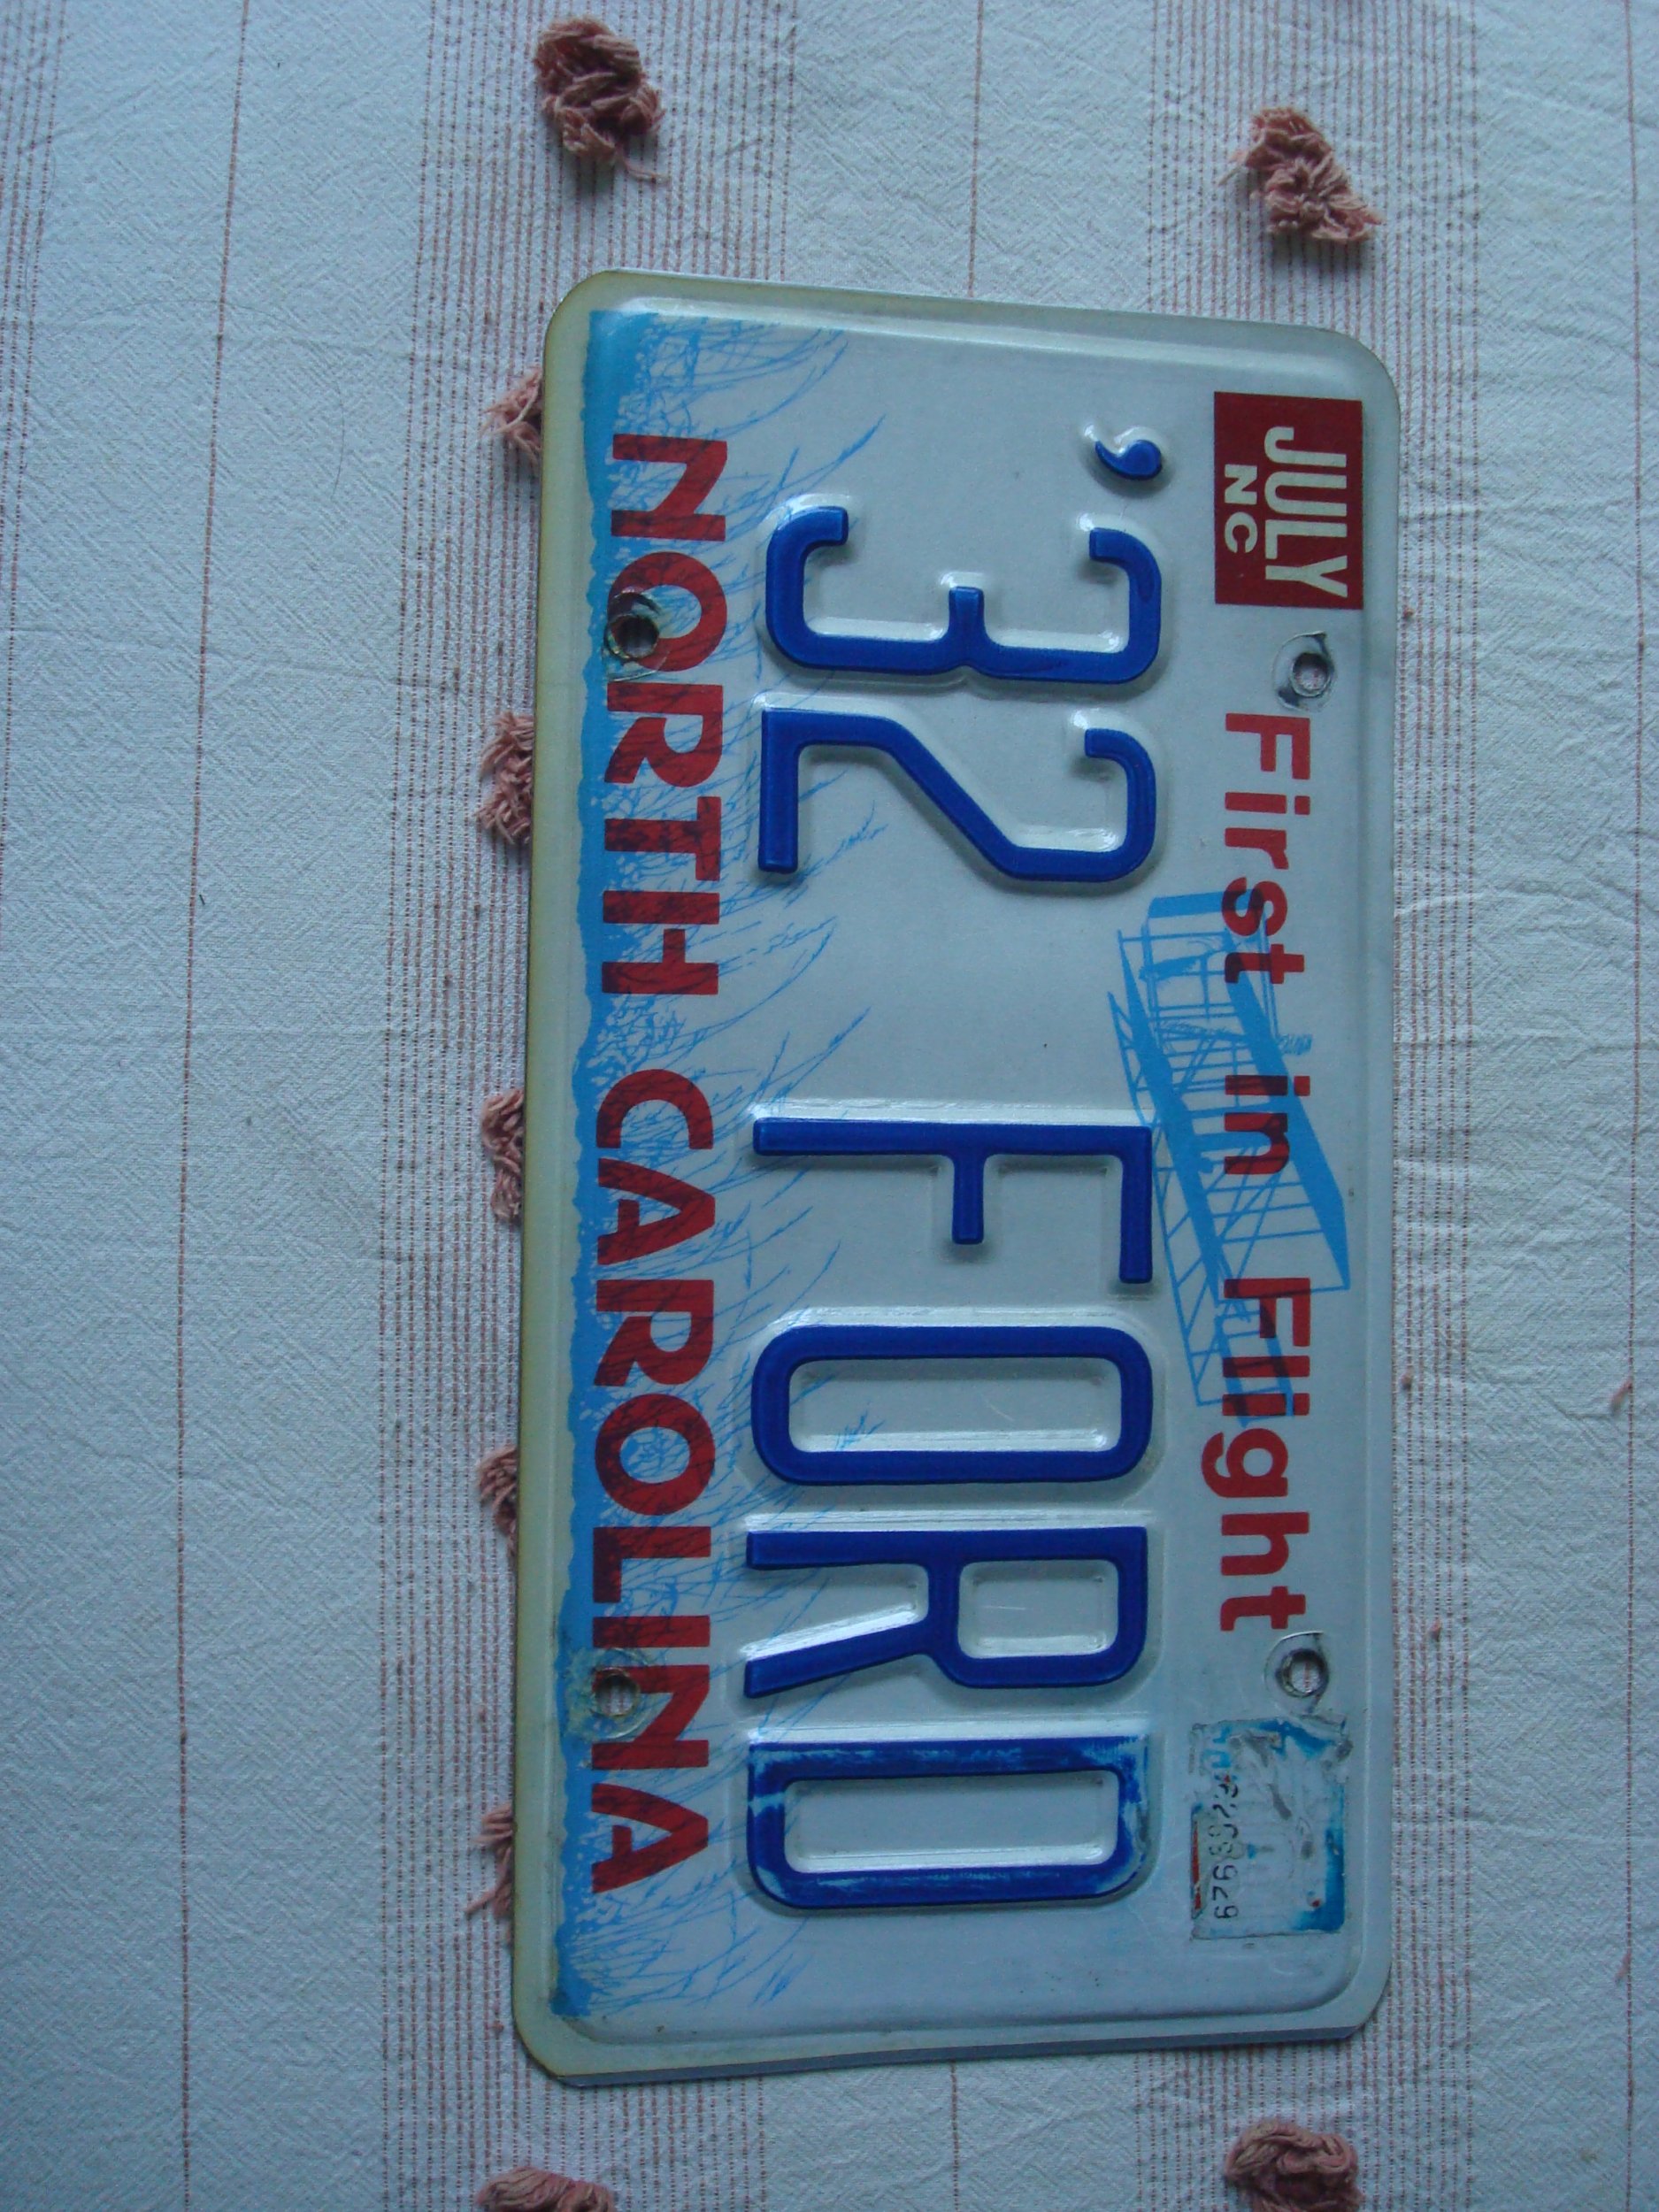 JULY
NC
First in Flight
'32 FORD
NORTH CAROLINA